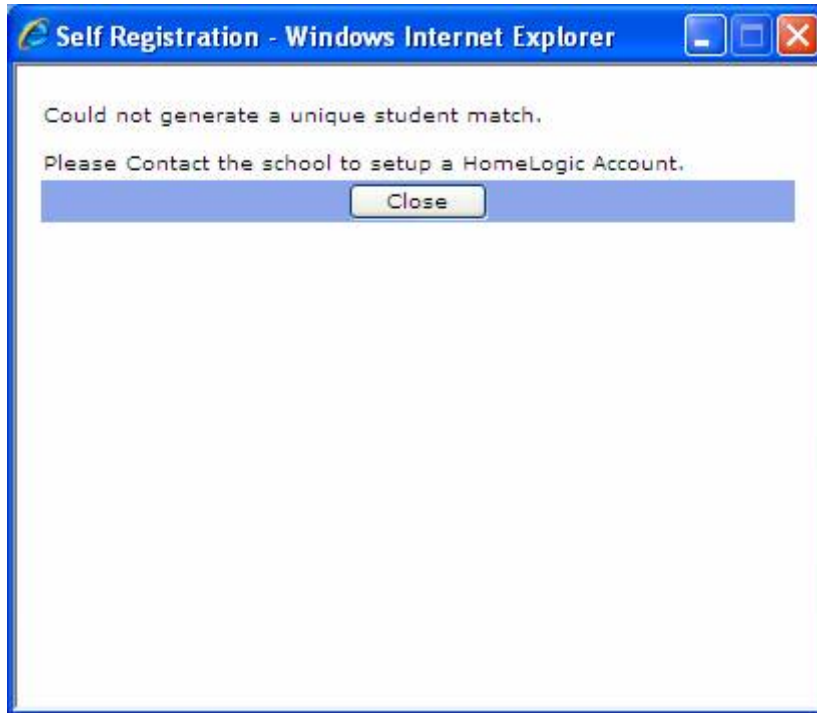 Self Registration - Windows Internet Explorer
Could not generate a unique student match.
Please Contact the school to setup a HomeLogic Account.
Close